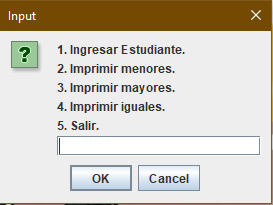 Input
1. Ingresar Estudiante.
2. Imprimir menores.
3. Imprimir mayores.
4. Imprimir iguales.
5. Salir.
OK Cancel